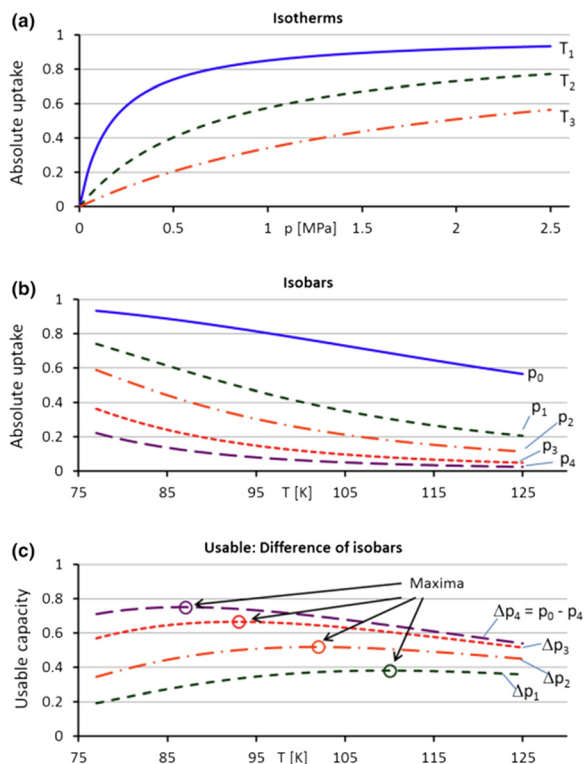 (a)
Isotherms
Absolute uptake
1
0.8
0.6
0.4
0.2
0
T1
T2
T3
0 0.5 1 1.5 2 2.5
p [MPa]
(b)
Isobars
Absolute uptake
1
0.8
0.6
0.4
0.2
0
p0
p1
p2
p3
p4
75 85 95 105 115 125
T [K]
(c)
Usable: Difference of isobars
Usable capacity
1
0.8
0.6
0.4
0.2
0
Maxima
Δp4 = p0 - p4
Δp3
Δp2
Δp1
75 85 95 105 115 125
T [K]